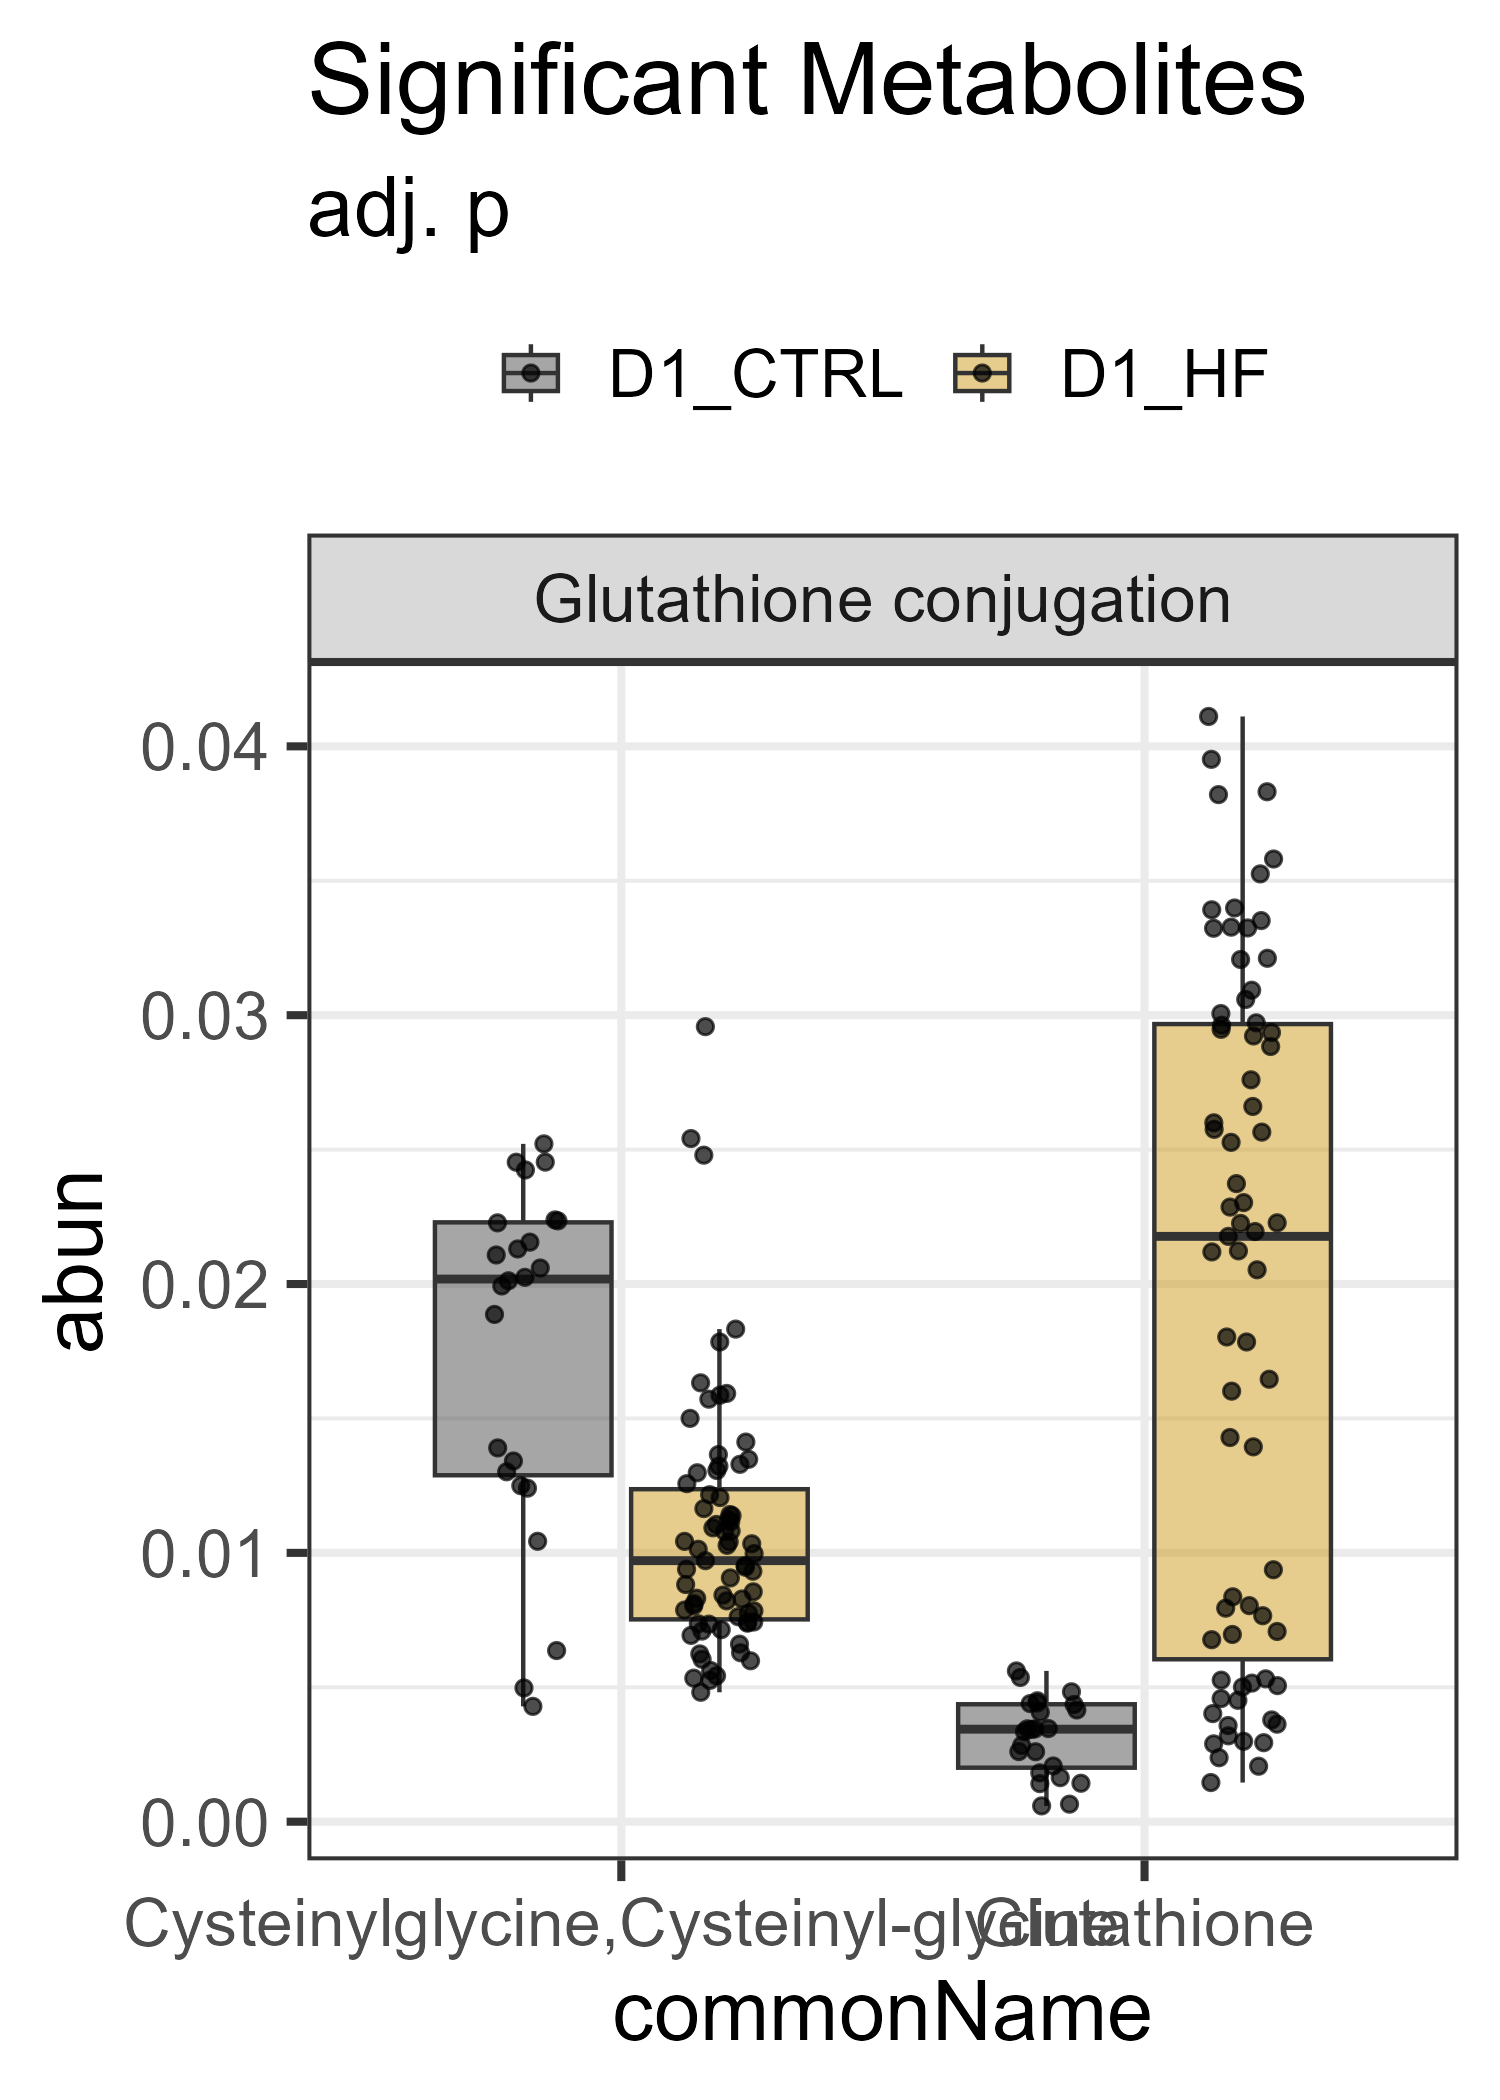 Significant Metabolites
adj. p
D1_CTRL D1_HF
Glutathione conjugation
0.04
0.03
0.02
0.01
0.00
abun
Cysteinylglycine,Cysteinyl-glycine Glutathione
commonName